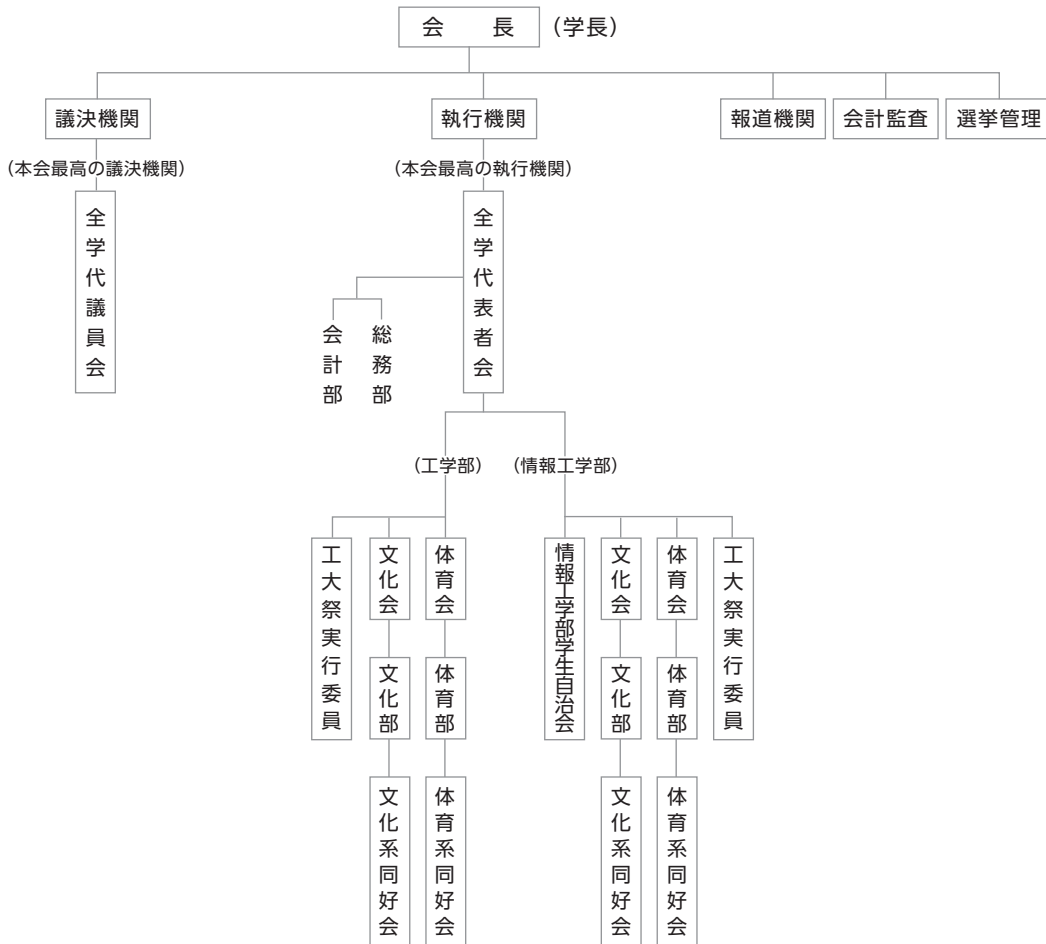 会長 (学長)
議決機関
執行機関
報道機関
会計監査
選挙管理
(本会最高の議決機関)
(本会最高の執行機関)
全学代議員会
全学代表者会
会計部
総務部
(工学部)
(情報工学部)
工大祭実行委員
文化会
体育会
情報工学部学生自治会
文化会
体育会
工大祭実行委員
文化部
体育部
文化部
体育部
文化系同好会
体育系同好会
文化系同好会
体育系同好会